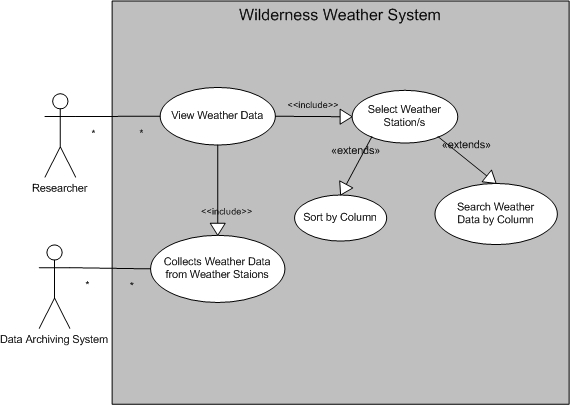 Wilderness Weather System
<<include>>
View Weather Data
Select Weather
Station/s
* *
«extends» «extends»
Researcher
<<include>>
Sort by Column
Search Weather
Data by Column
Collects Weather Data
from Weather Staions
* *
Data Archiving System